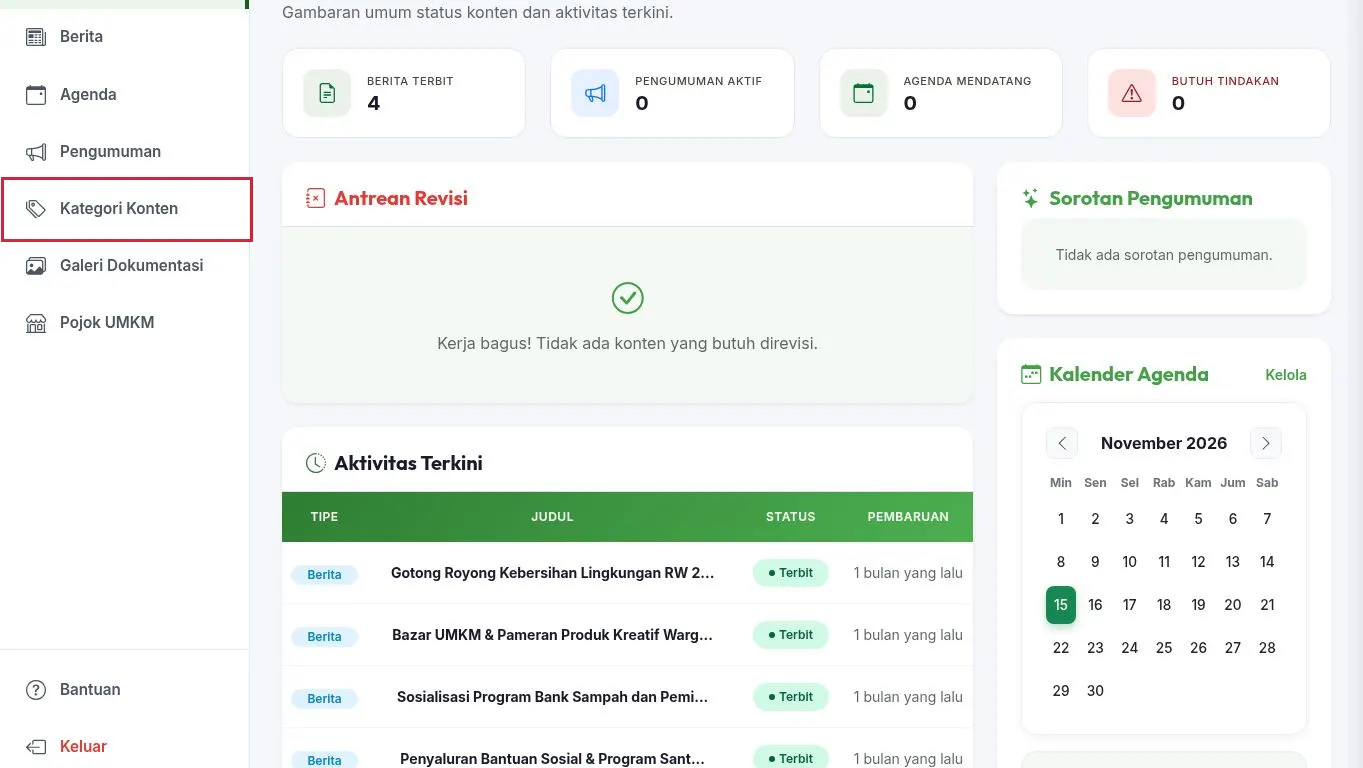 Gambaran umum status konten dan aktivitas terkini.
Berita
Agenda
Pengumuman
Kategori Konten
Galeri Dokumentasi
Pojok UMKM
Bantuan
Keluar
BERITA TERBIT
4
PENGUMUMAN AKTIF
0
AGENDA MENDATANG
0
BUTUH TINDAKAN
0
Antrean Revisi
Kerja bagus! Tidak ada konten yang butuh direvisi.
Aktivitas Terkini
TIPE JUDUL STATUS PEMBARUAN
Berita Gotong Royong Kebersihan Lingkungan RW 2... Terbit 1 bulan yang lalu
Berita Bazar UMKM & Pameran Produk Kreatif Warg... Terbit 1 bulan yang lalu
Berita Sosialisasi Program Bank Sampah dan Pemi... Terbit 1 bulan yang lalu
Berita Penyaluran Bantuan Sosial & Program Sant... Terbit 1 bulan yang lalu
Sorotan Pengumuman
Tidak ada sorotan pengumuman.
Kalender Agenda Kelola
November 2026
Min Sen Sel Rab Kam Jum Sab
1 2 3 4 5 6 7
8 9 10 11 12 13 14
15 16 17 18 19 20 21
22 23 24 25 26 27 28
29 30